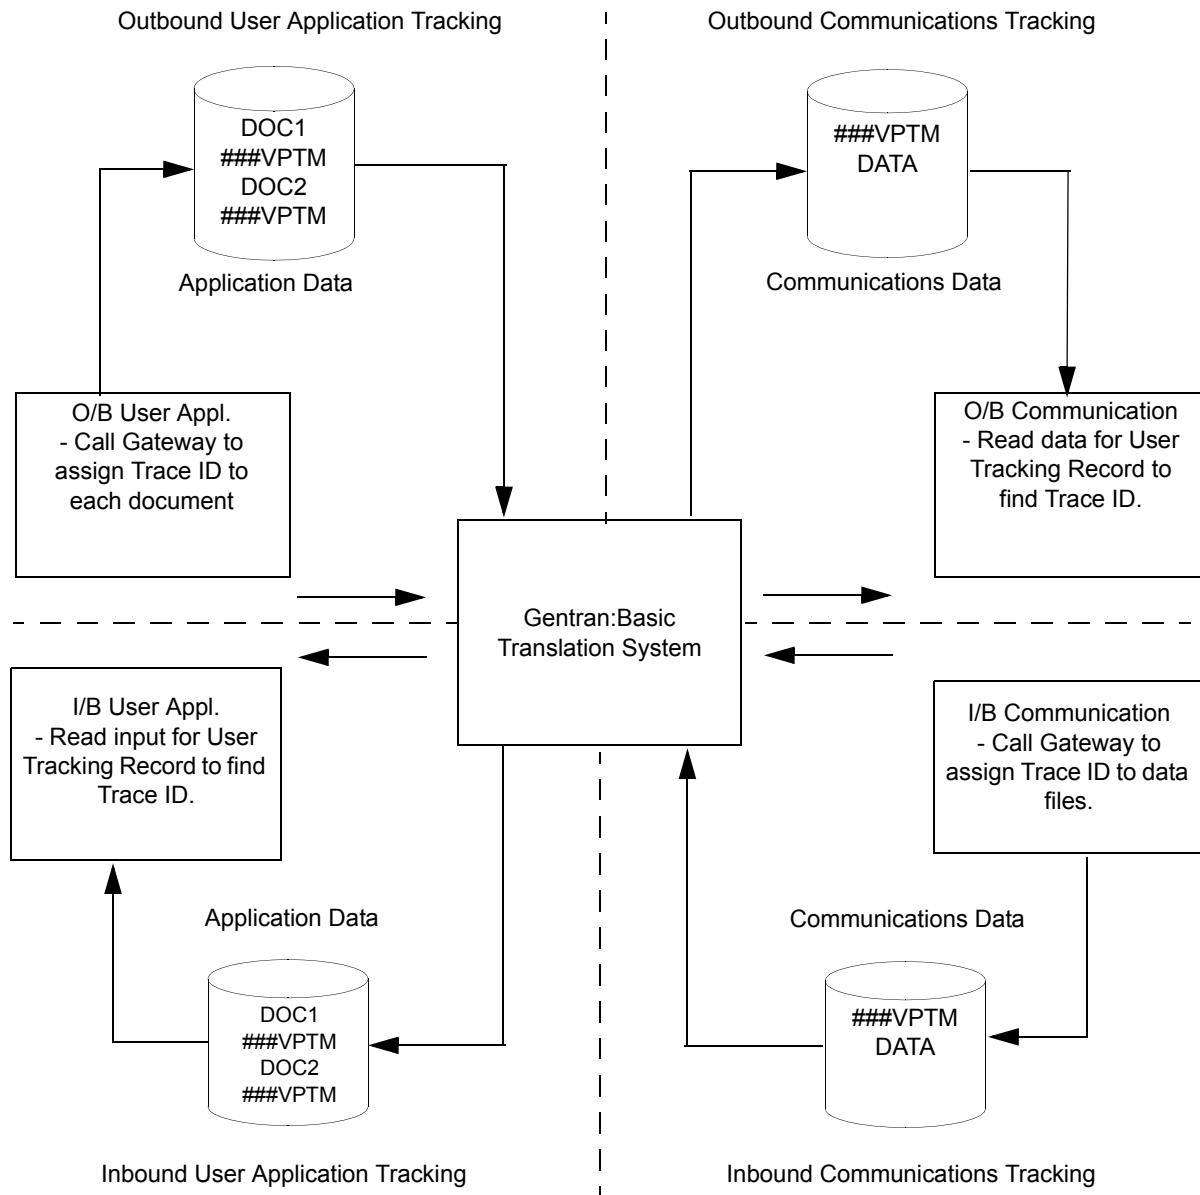 Outbound User Application Tracking
Outbound Communications Tracking
DOC1
###VPTM
DOC2
###VPTM
Application Data
###VPTM
DATA
Communications Data
O/B User Appl.
- Call Gateway to
assign Trace ID to
each document
O/B Communication
- Read data for User
Tracking Record to
find Trace ID.
Gentran:Basic
Translation System
I/B User Appl.
- Read input for User
Tracking Record to find
Trace ID.
I/B Communication
- Call Gateway to
assign Trace ID to data
files.
Application Data
DOC1
###VPTM
DOC2
###VPTM
Communications Data
###VPTM
DATA
Inbound User Application Tracking
Inbound Communications Tracking